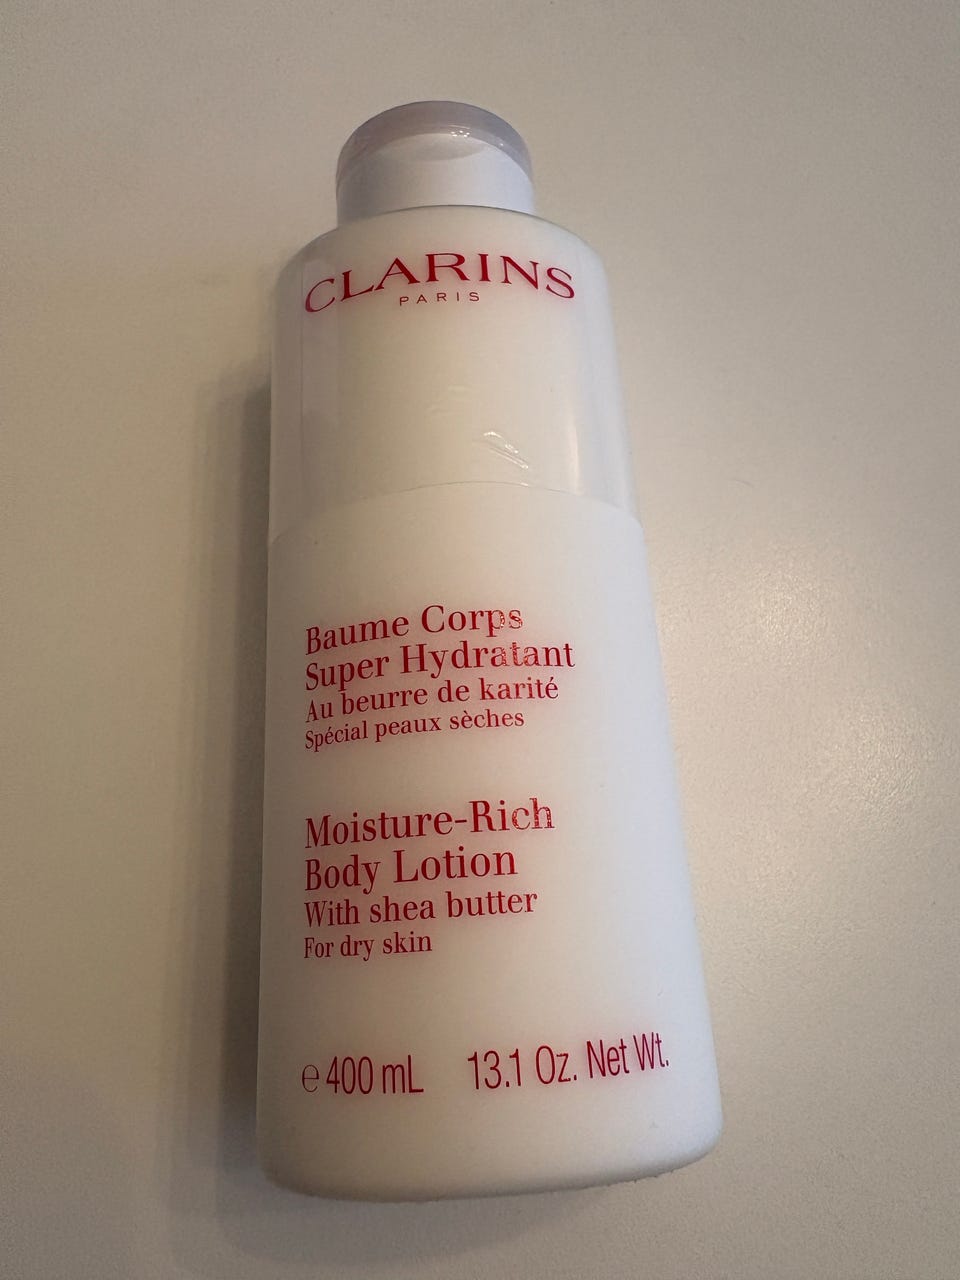 CLARINS
PARIS
Baume Corps
Super Hydratant
Au beurre de karité
Spécial peaux sèches
Moisture-Rich
Body Lotion
With shea butter
For dry skin
℮ 400 mL 13.1 Oz. Net Wt.